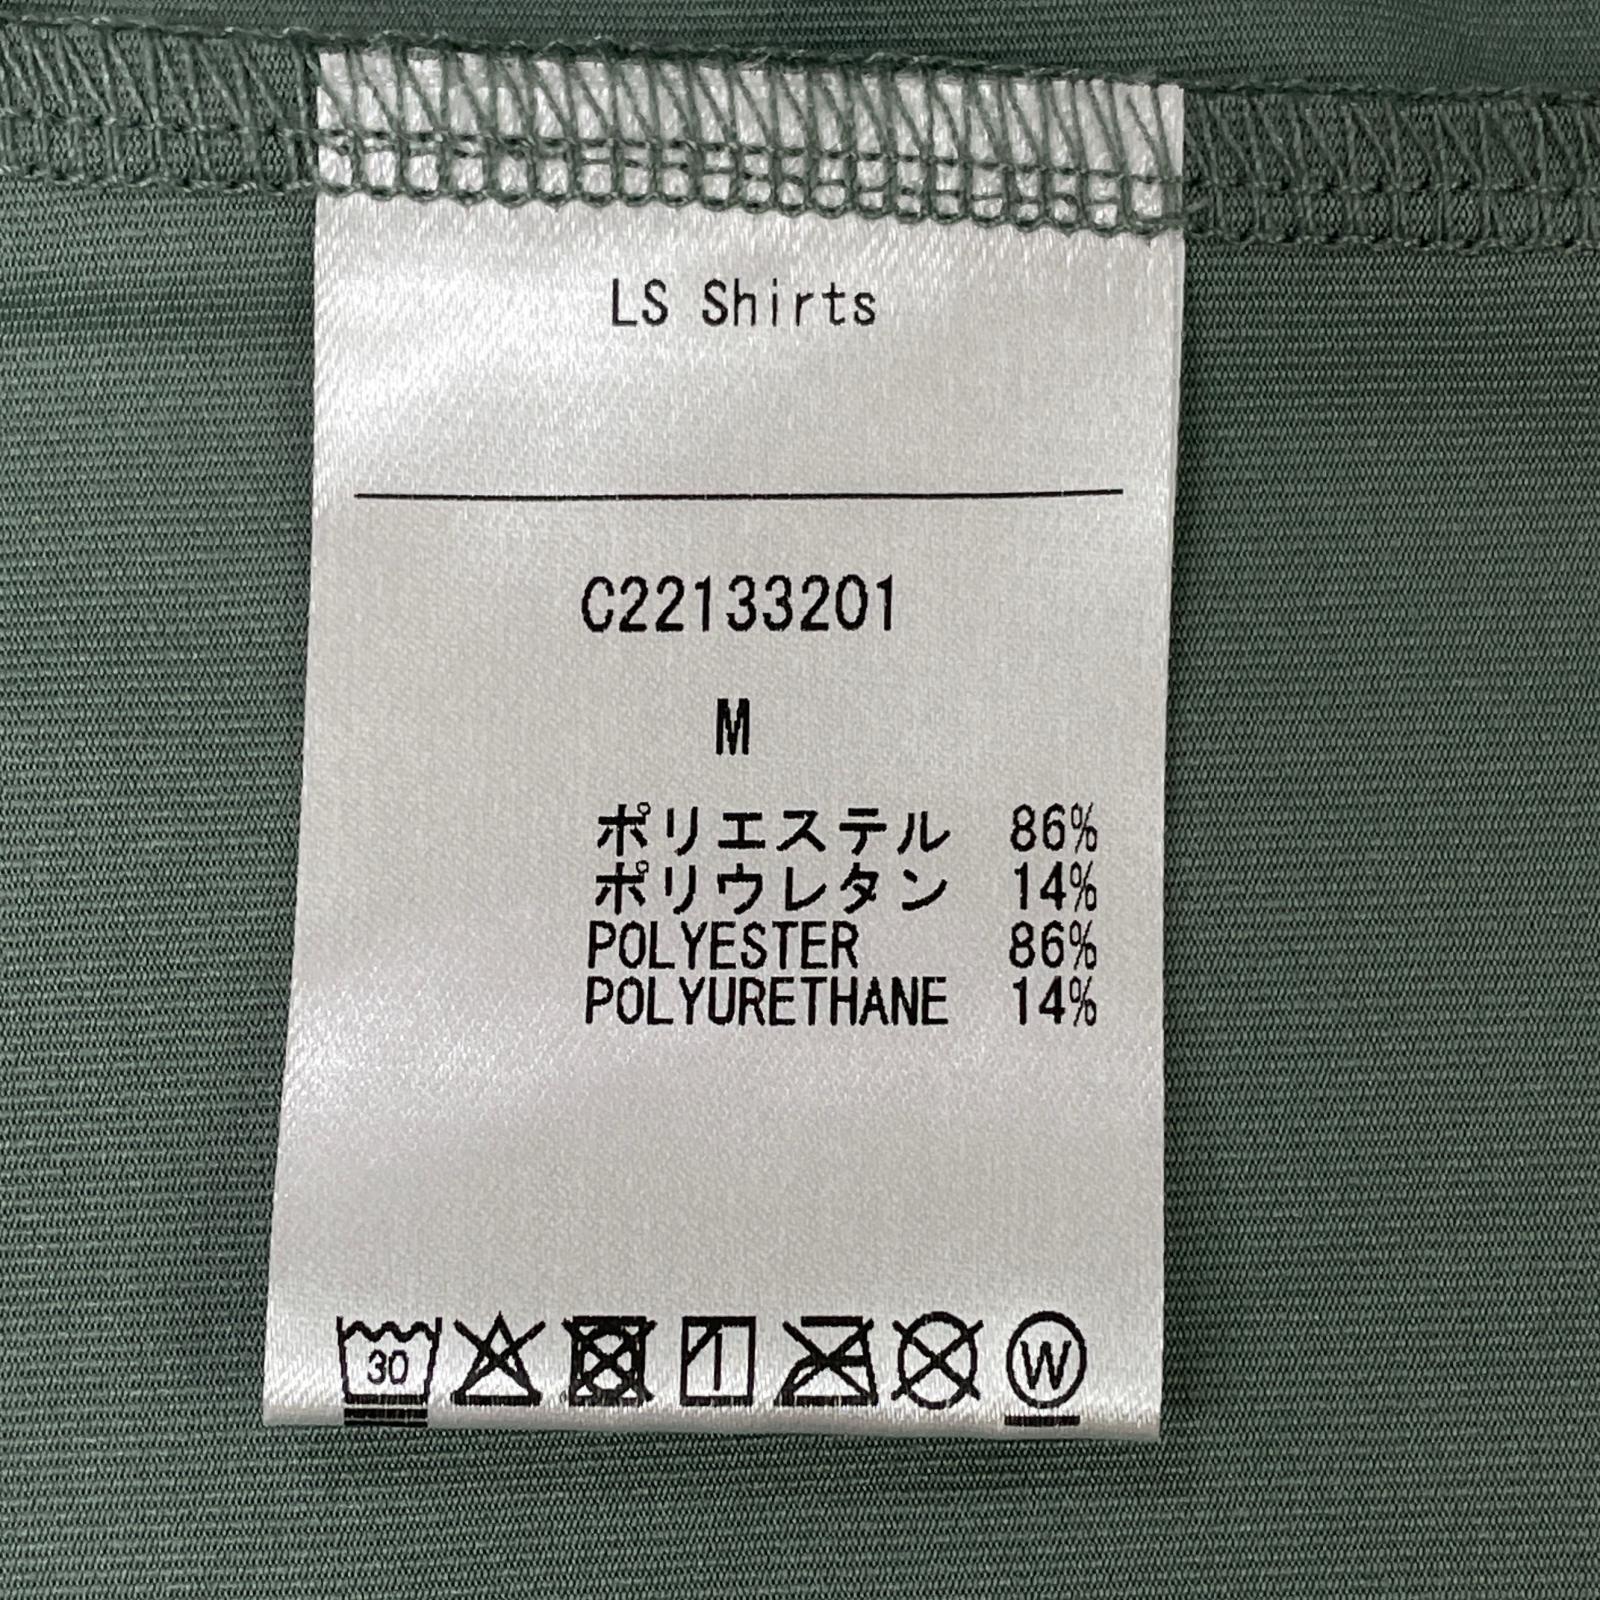 LS Shirts
C22133201
M
ポリエステル 86%
ポリウレタン 14%
POLYESTER 86%
POLYURETHANE 14%
30 W